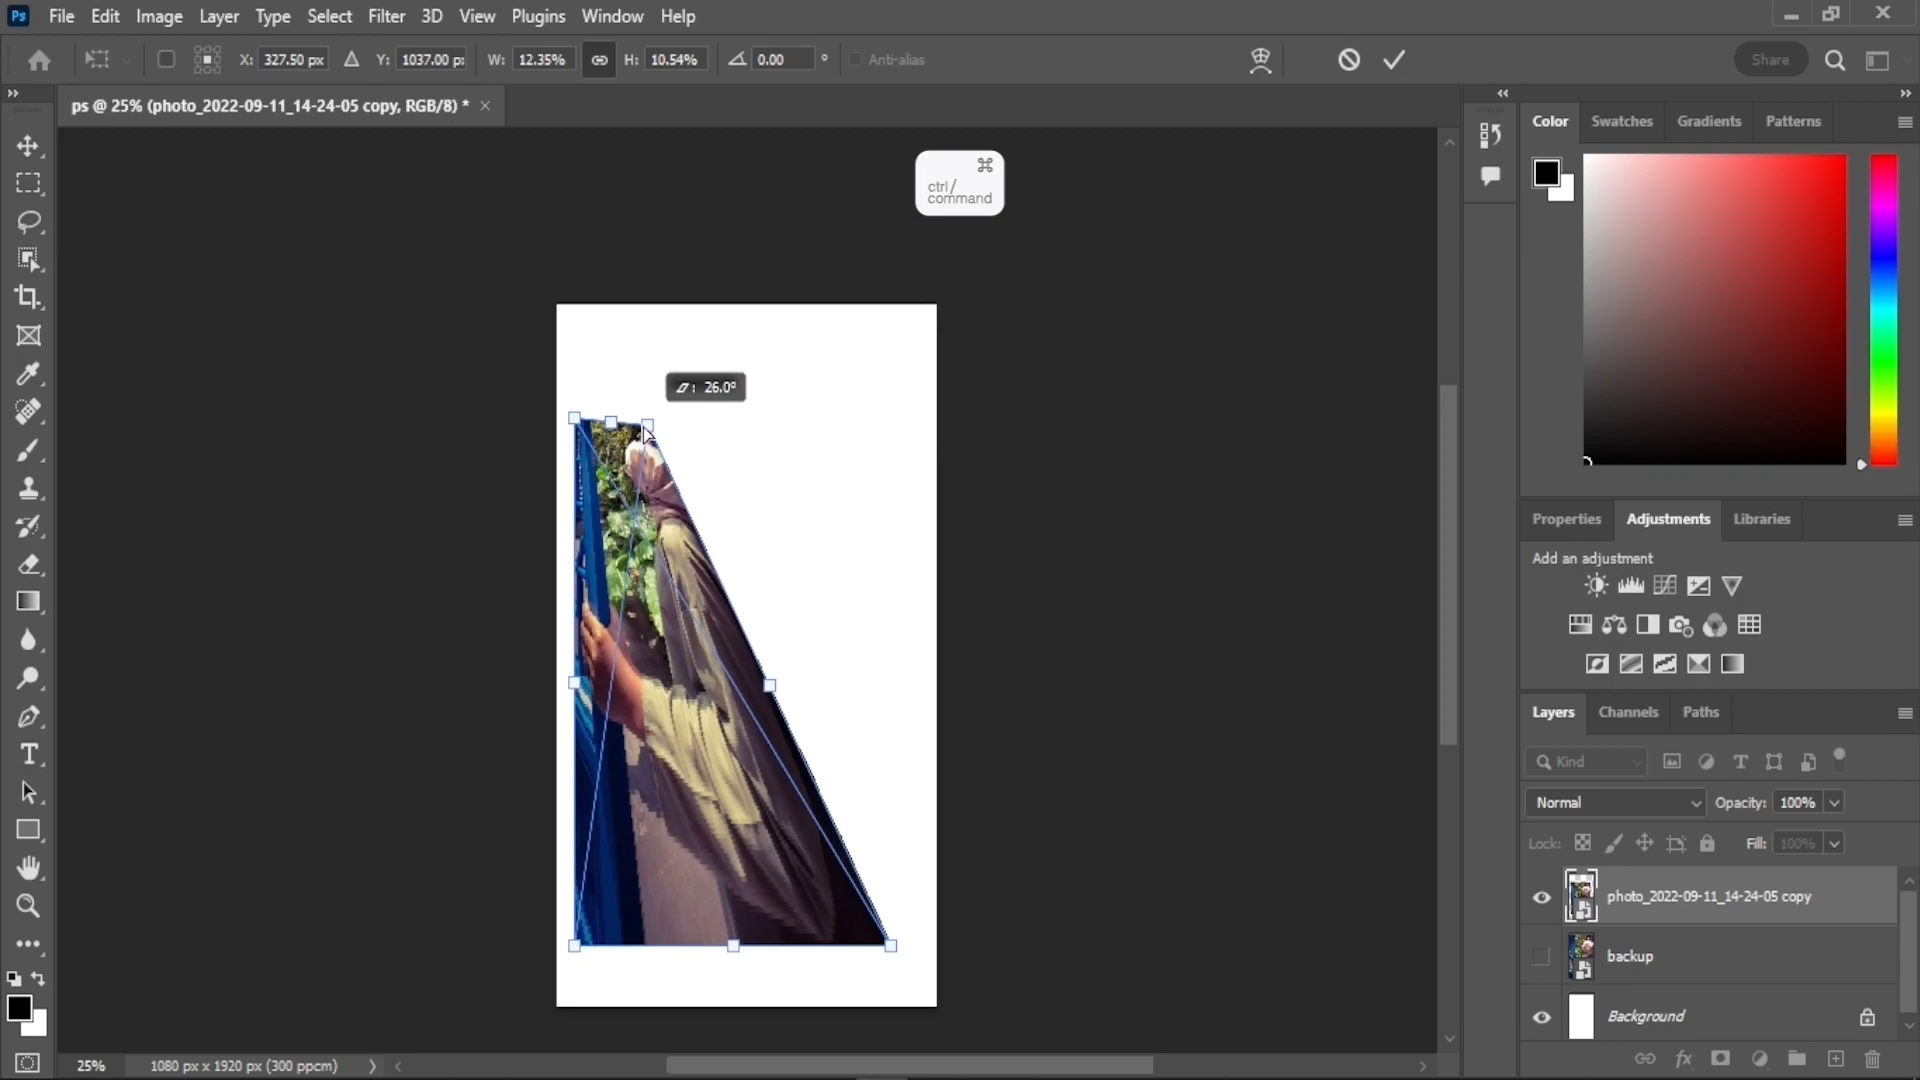 Ps File Edit Image Layer Type Select Filter 3D View Plugins Window Help
X: 327.50 px Y: 1037.00 p: W: 12.35% H: 10.54% 0.00 ° Anti-alias Share
ps @ 25% (photo_2022-09-11_14-24-05 copy, RGB/8) *
Color Swatches Gradients Patterns
ctrl/
command
26.0°
Properties Adjustments Libraries
Add an adjustment
Layers Channels Paths
Kind
Normal Opacity: 100%
Lock: Fill: 100%
photo_2022-09-11_14-24-05 copy
backup
Background
25% 1080 px x 1920 px (300 ppcm)